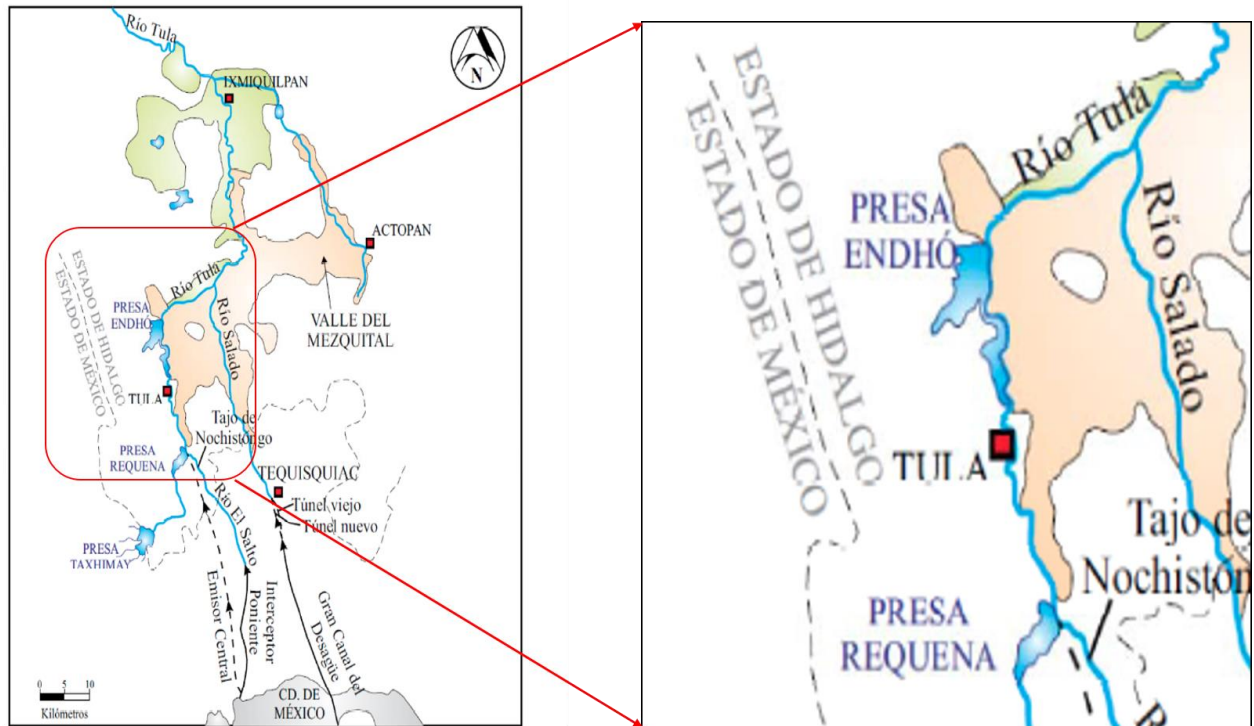 Río Tula
IXMIQUILPAN
N
ACTOPAN
VALLE DEL
MEZQUITAL
ESTADO DE HIDALGO
ESTADO DE MÉXICO
Río Tula
PRESA
ENDHÓ
Río Salado
TULA
Tajo de
Nochistongo
PRESA
REQUENA
TEQUISQUIAC
Túnel viejo
Túnel nuevo
Río El Salto
PRESA
TAXHIMAY
Emisor Central
Interceptor
Poniente
Gran Canal del
Desagüe
0 5 10
Kilómetros
CD. DE
MÉXICO
ESTADO DE HIDALGO
ESTADO DE MÉXICO
Río Tula
PRESA
ENDHÓ
Río Salado
TULA
Tajo de
Nochistón
PRESA
REQUENA
R